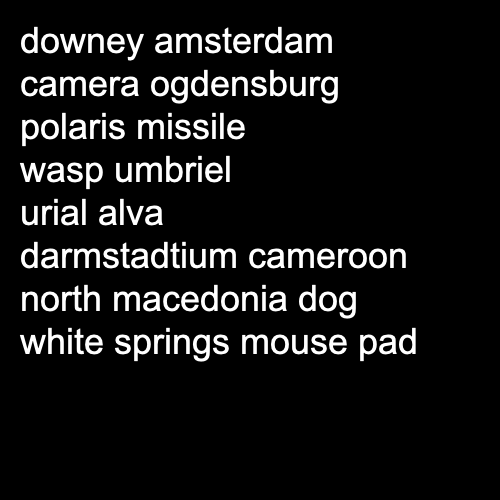 downey amsterdam
camera ogdensburg
polaris missile
wasp umbriel
urial alva
darmstadtium cameroon
north macedonia dog
white springs mouse pad